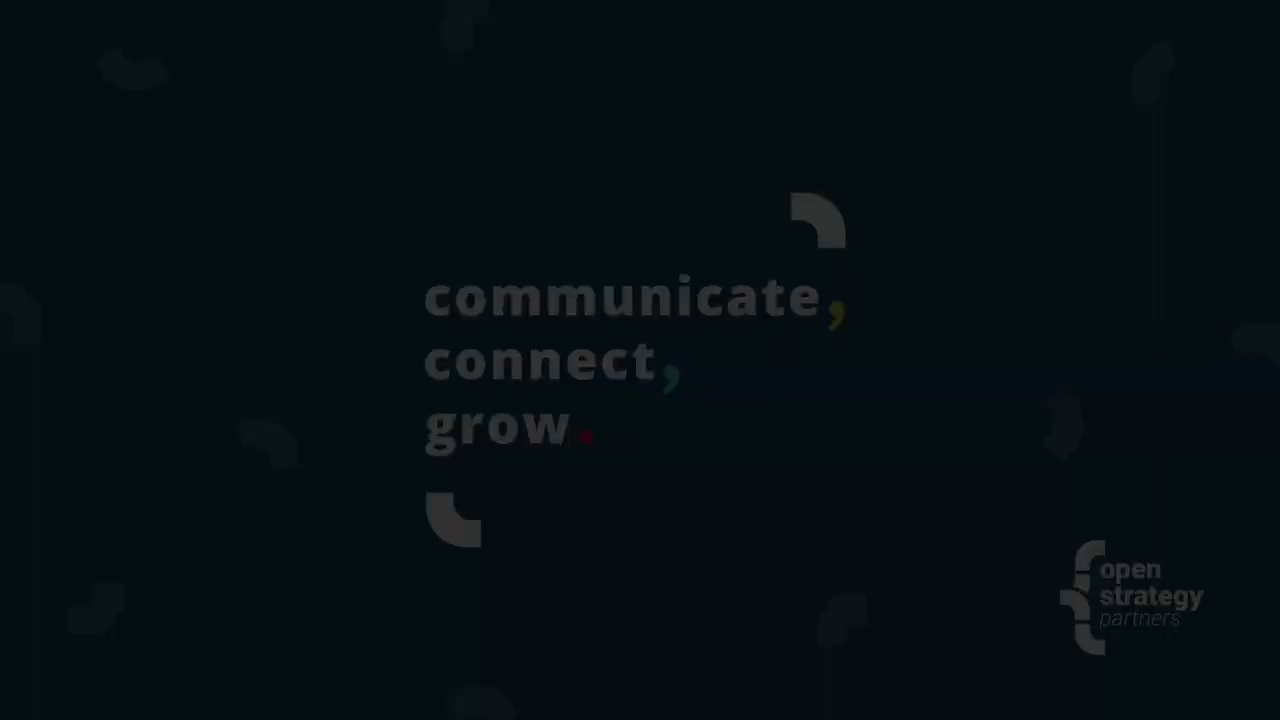 communicate,
connect,
grow.
open
strategy
partners